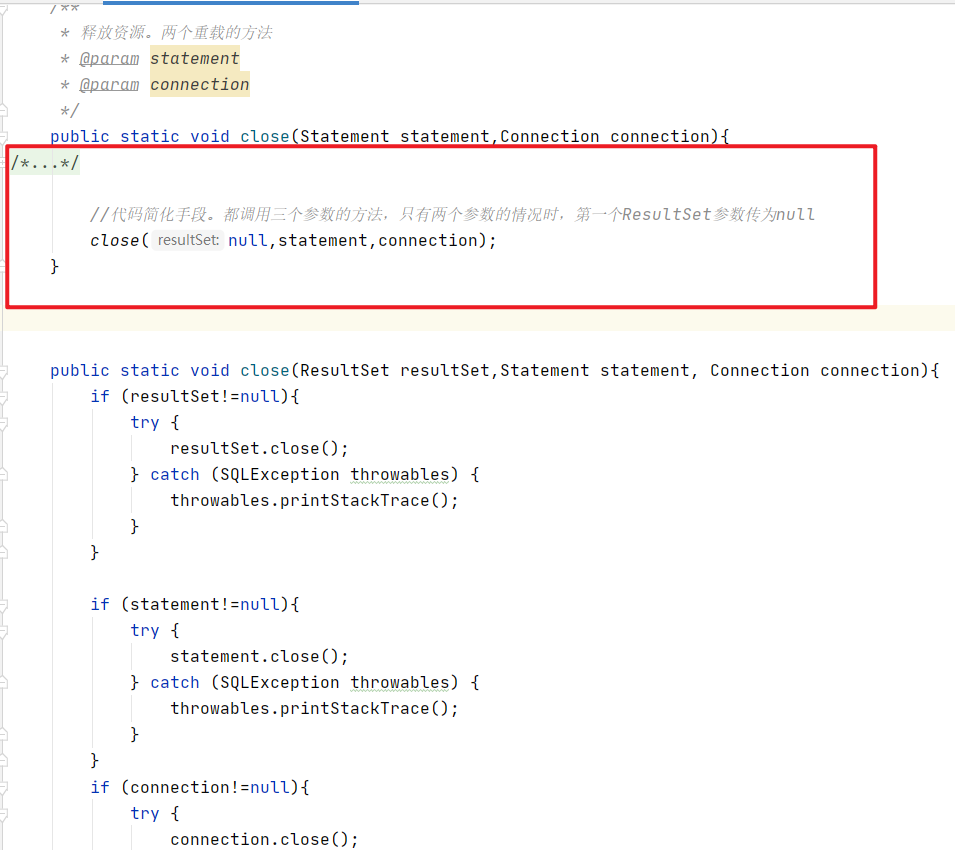 /**
* 释放资源。两个重载的方法
* @param statement
* @param connection
*/
public static void close(Statement statement,Connection connection){
/*...*/
//代码简化手段。都调用三个参数的方法，只有两个参数的情况时，第一个ResultSet参数传为null
close( resultSet: null,statement,connection);
}
public static void close(ResultSet resultSet,Statement statement, Connection connection){
if (resultSet!=null){
try {
resultSet.close();
} catch (SQLException throwables) {
throwables.printStackTrace();
}
}
if (statement!=null){
try {
statement.close();
} catch (SQLException throwables) {
throwables.printStackTrace();
}
}
if (connection!=null){
try {
connection.close();